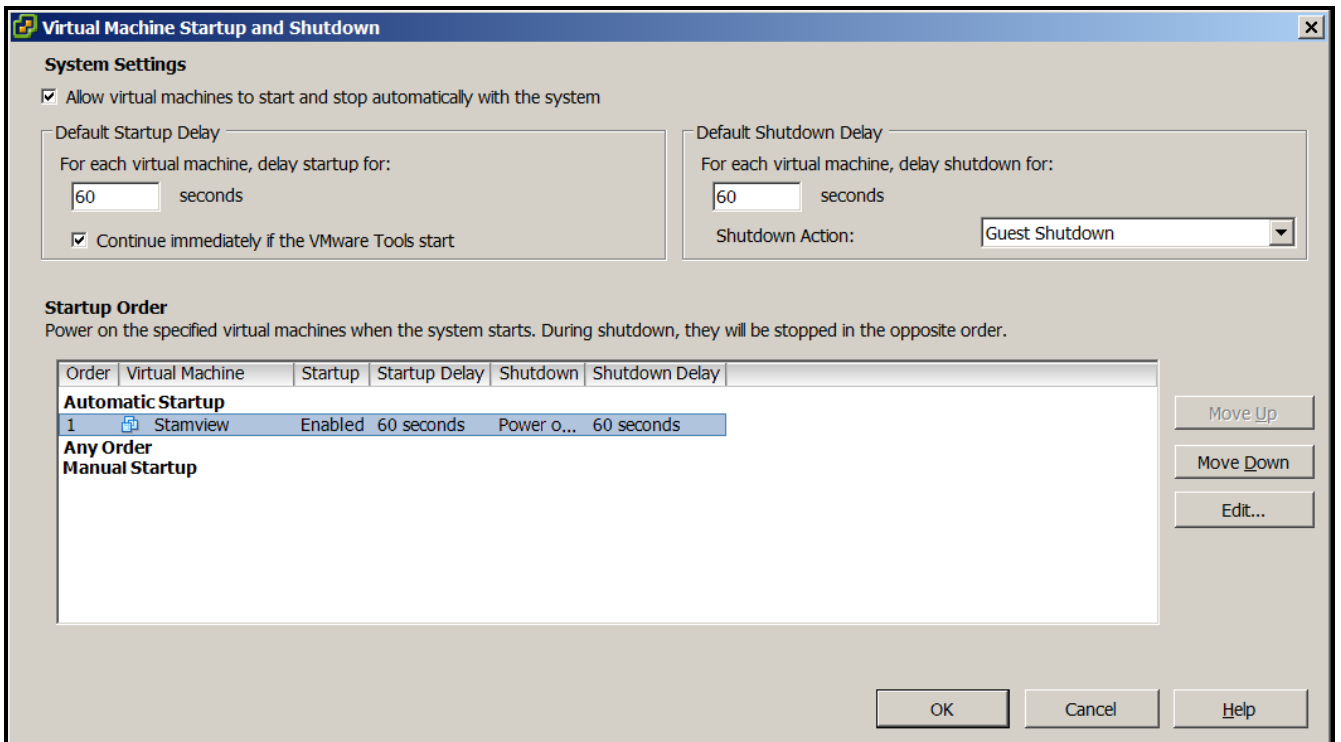 Virtual Machine Startup and Shutdown
System Settings
Allow virtual machines to start and stop automatically with the system
Default Startup Delay
For each virtual machine, delay startup for:
60 seconds
Continue immediately if the VMware Tools start
Default Shutdown Delay
For each virtual machine, delay shutdown for:
60 seconds
Shutdown Action: Guest Shutdown
Startup Order
Power on the specified virtual machines when the system starts. During shutdown, they will be stopped in the opposite order.
Order Virtual Machine Startup Startup Delay Shutdown Shutdown Delay
Automatic Startup
1 Stamview Enabled 60 seconds Power o... 60 seconds
Any Order
Manual Startup
Move Up
Move Down
Edit...
OK Cancel Help